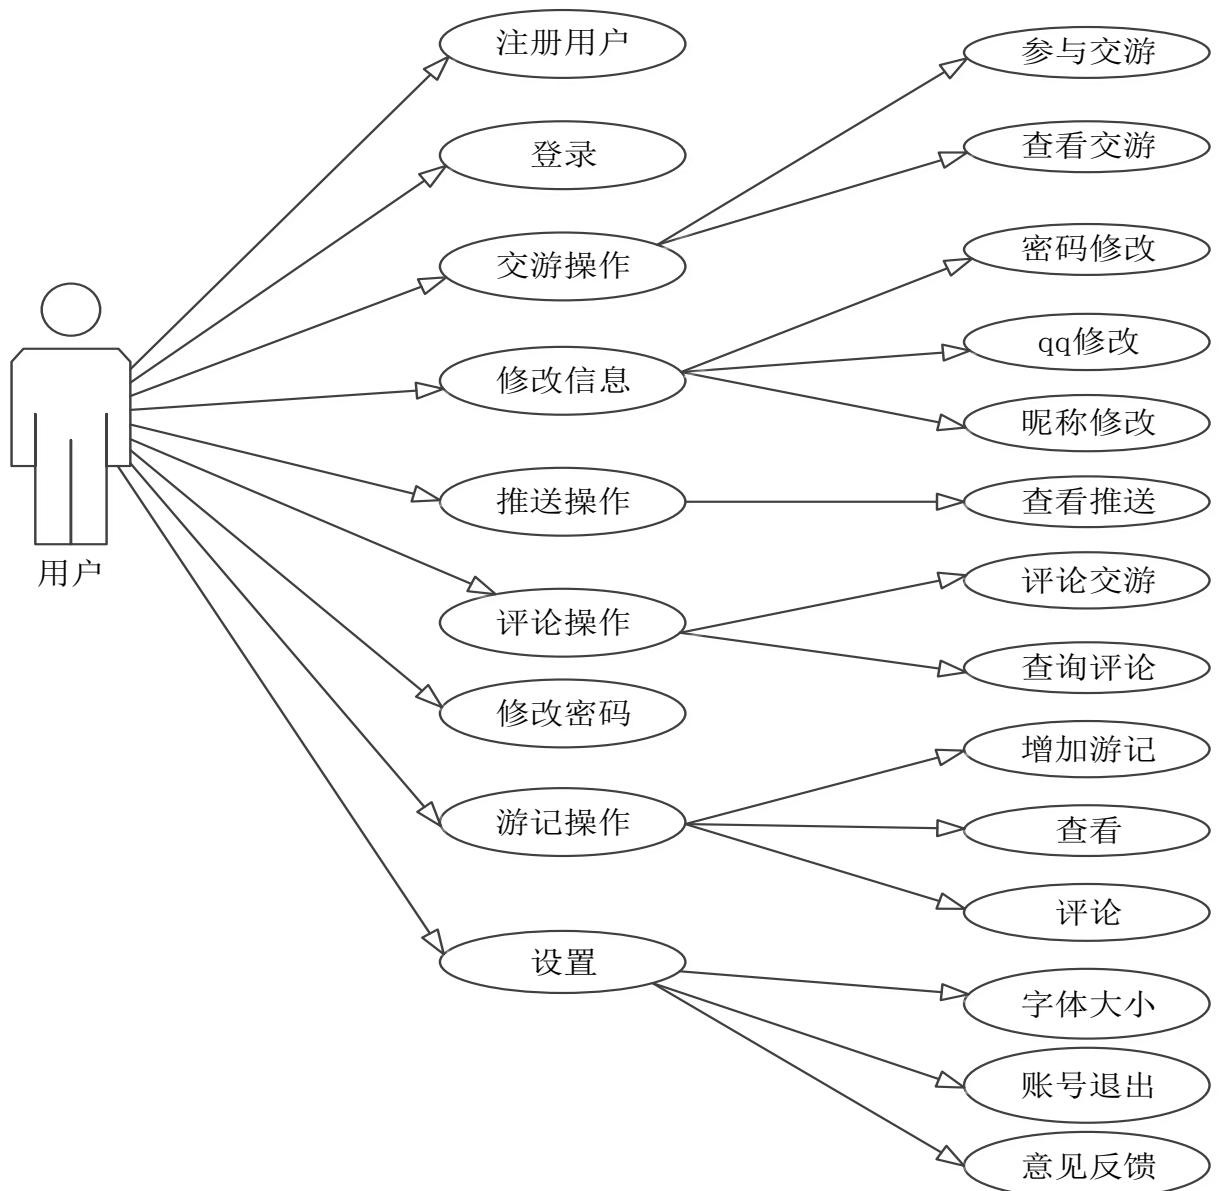 注册用户
登录
交游操作
修改信息
推送操作
评论操作
修改密码
游记操作
设置
用户
参与交游
查看交游
密码修改
qq修改
昵称修改
查看推送
评论交游
查询评论
增加游记
查看
评论
字体大小
账号退出
意见反馈